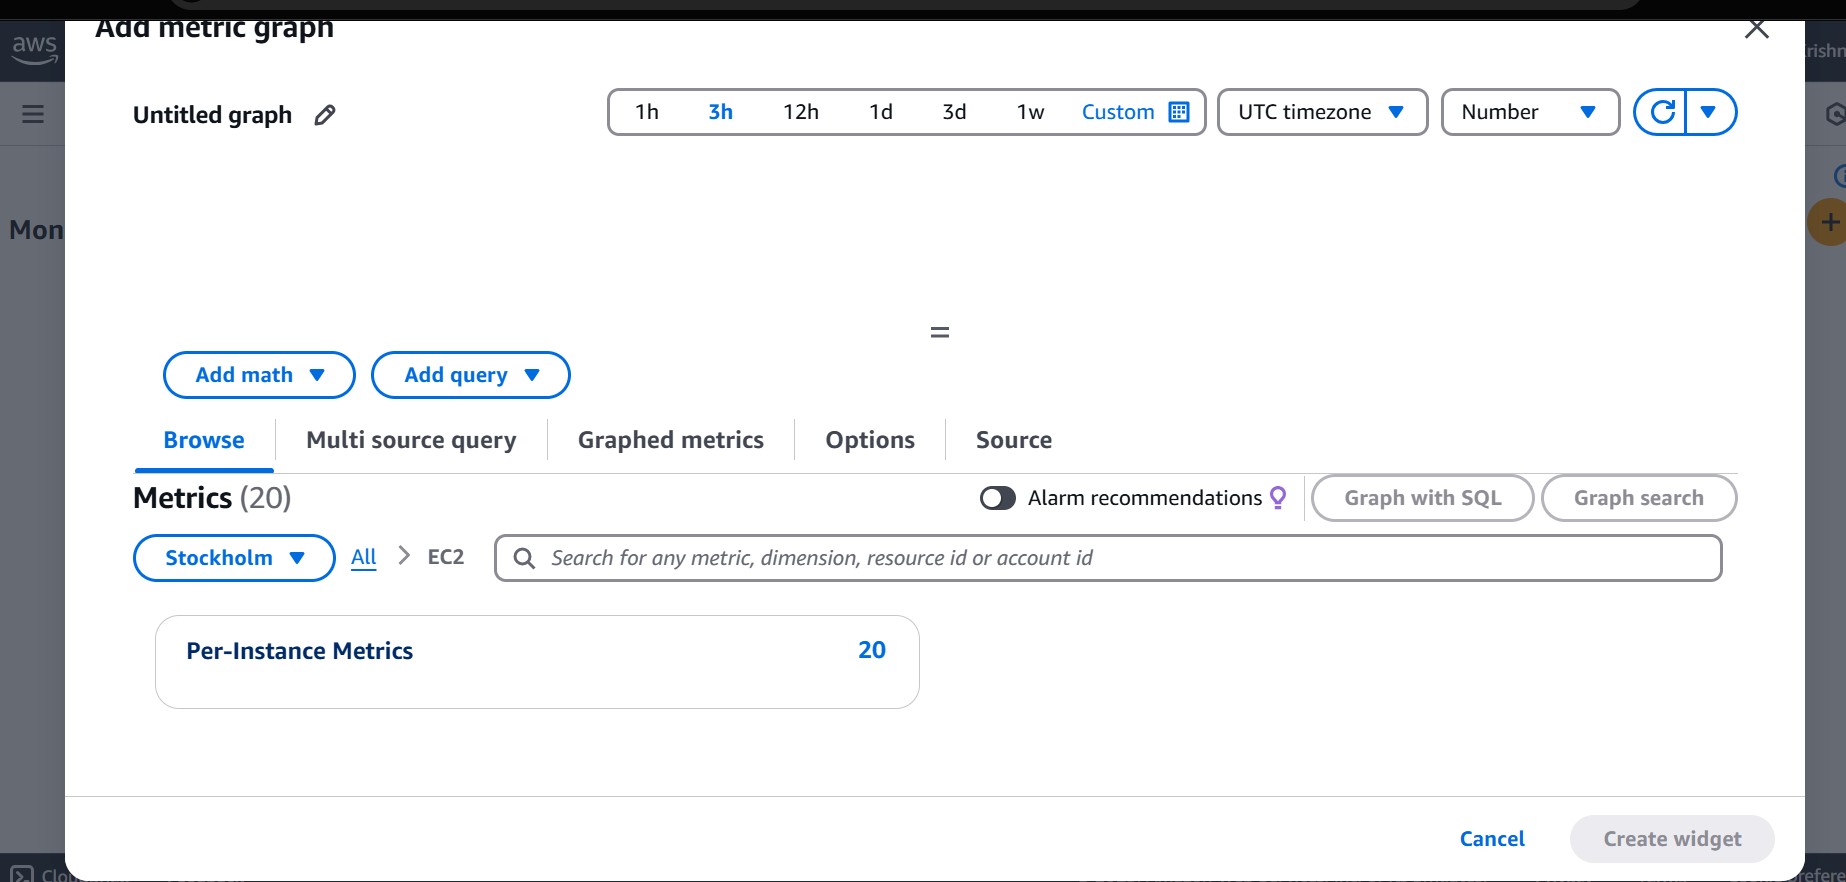 Add metric graph
aws
rishn
Untitled graph
1h 3h 12h 1d 3d 1w Custom
UTC timezone
Number
Mon
Add math
Add query
Browse
Multi source query
Graphed metrics
Options
Source
Metrics (20)
Alarm recommendations
Graph with SQL
Graph search
Stockholm
All
EC2
Search for any metric, dimension, resource id or account id
Per-Instance Metrics
20
Cancel
Create widget